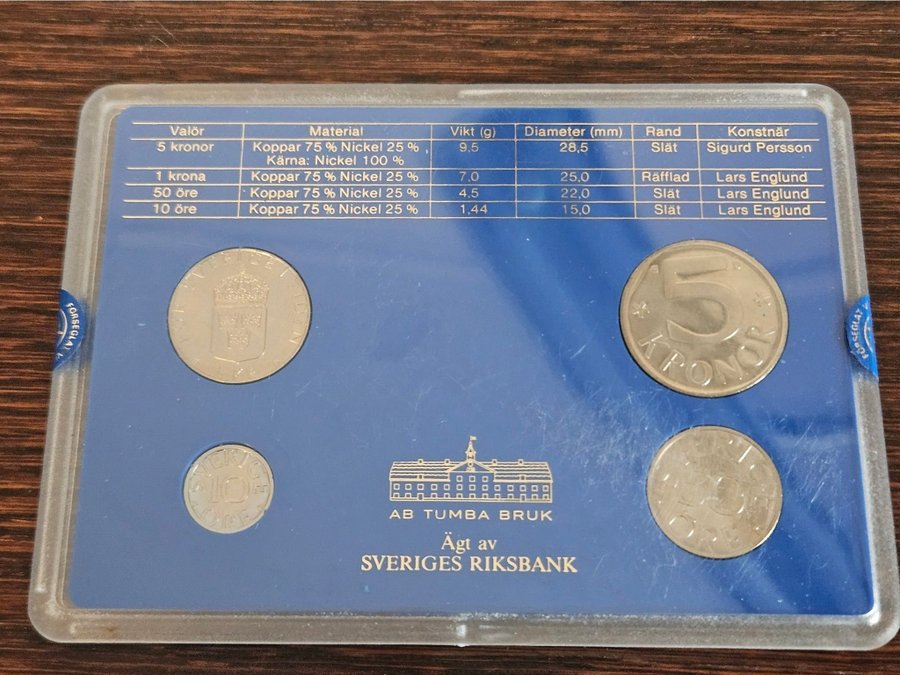 Valör Material Vikt (g) Diameter (mm) Rand Konstnär
5 kronor Koppar 75 % Nickel 25 % 9,5 28,5 Slät Sigurd Persson
Kärna: Nickel 100 %
1 krona Koppar 75 % Nickel 25 % 7,0 25,0 Räfflad Lars Englund
50 öre Koppar 75 % Nickel 25 % 4,5 22,0 Slät Lars Englund
10 öre Koppar 75 % Nickel 25 % 1,44 15,0 Slät Lars Englund
FÖRSEGLAT
FÖRSEGLAT
5
KRONOR
SVERIGE
10
AB TUMBA BRUK
Ägt av
SVERIGES RIKSBANK